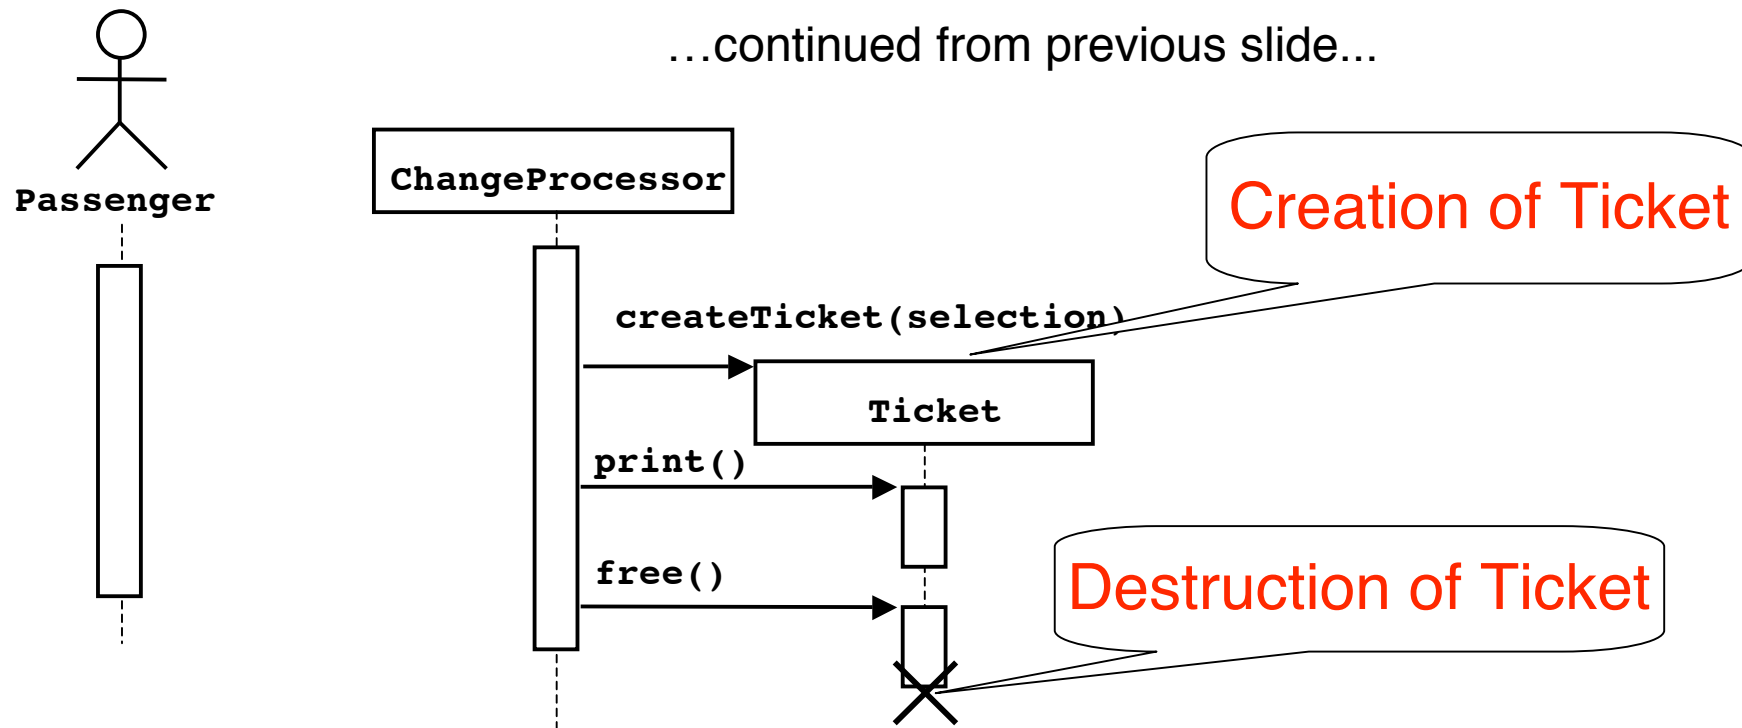 …continued from previous slide...
Passenger
ChangeProcessor
Creation of Ticket
createTicket(selection)
Ticket
print()
free()
Destruction of Ticket